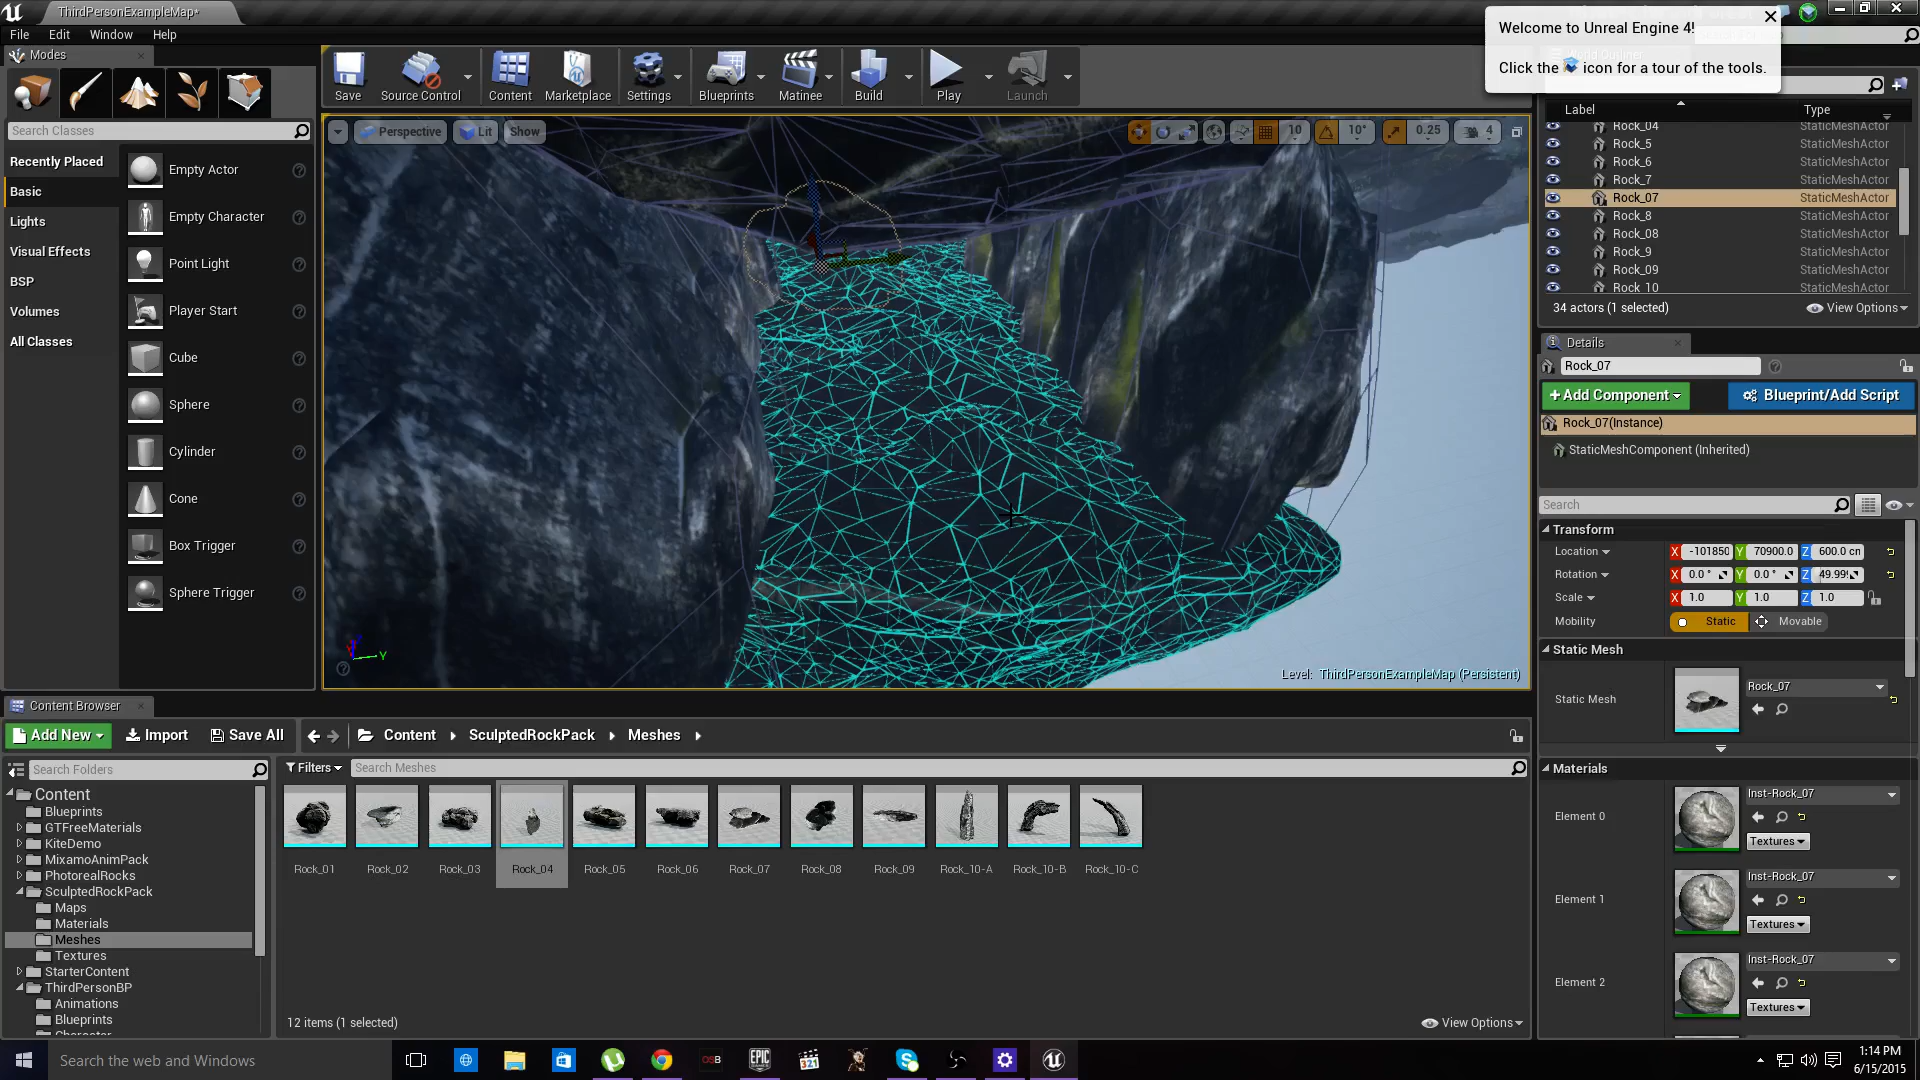 ThirdPersonExampleMap*
File Edit Window Help
Welcome to Unreal Engine 4!
Click the icon for a tour of the tools.
Modes
Search Classes
Recently Placed
Basic
Lights
Visual Effects
BSP
Volumes
All Classes
Empty Actor
Empty Character
Point Light
Player Start
Cube
Sphere
Cylinder
Cone
Box Trigger
Sphere Trigger
Save Source Control Content Marketplace Settings Blueprints Matinee Build Play Launch
Perspective Lit Show 10 10° 0.25 4
Y
Level: ThirdPersonExampleMap (Persistent)
Label Type
Rock_04 StaticMeshActor
Rock_5 StaticMeshActor
Rock_6 StaticMeshActor
Rock_7 StaticMeshActor
Rock_07 StaticMeshActor
Rock_8 StaticMeshActor
Rock_08 StaticMeshActor
Rock_9 StaticMeshActor
Rock_09 StaticMeshActor
Rock_10 StaticMeshActor
34 actors (1 selected) View Options
Details
Rock_07
+Add Component Blueprint/Add Script
Rock_07(Instance)
StaticMeshComponent (Inherited)
Search
Transform
Location X -101850 Y 70900.0 Z 600.0 cm
Rotation X 0.0 ° Y 0.0 ° Z 49.99
Scale X 1.0 Y 1.0 Z 1.0
Mobility Static Movable
Static Mesh
Static Mesh Rock_07
Materials
Element 0 Inst-Rock_07
Textures
Element 1 Inst-Rock_07
Textures
Element 2 Inst-Rock_07
Textures
Content Browser
Add New Import Save All Content SculptedRockPack Meshes
Search Folders
Filters Search Meshes
Content
Blueprints
GTFreeMaterials
KiteDemo
MixamoAnimPack
PhotorealRocks
SculptedRockPack
Maps
Materials
Meshes
Textures
StarterContent
ThirdPersonBP
Animations
Blueprints
Character
Rock_01 Rock_02 Rock_03 Rock_04 Rock_05 Rock_06 Rock_07 Rock_08 Rock_09 Rock_10-A Rock_10-B Rock_10-C
12 items (1 selected) View Options
Search the web and Windows
OSB
EPIC
321
1:14 PM
6/15/2015